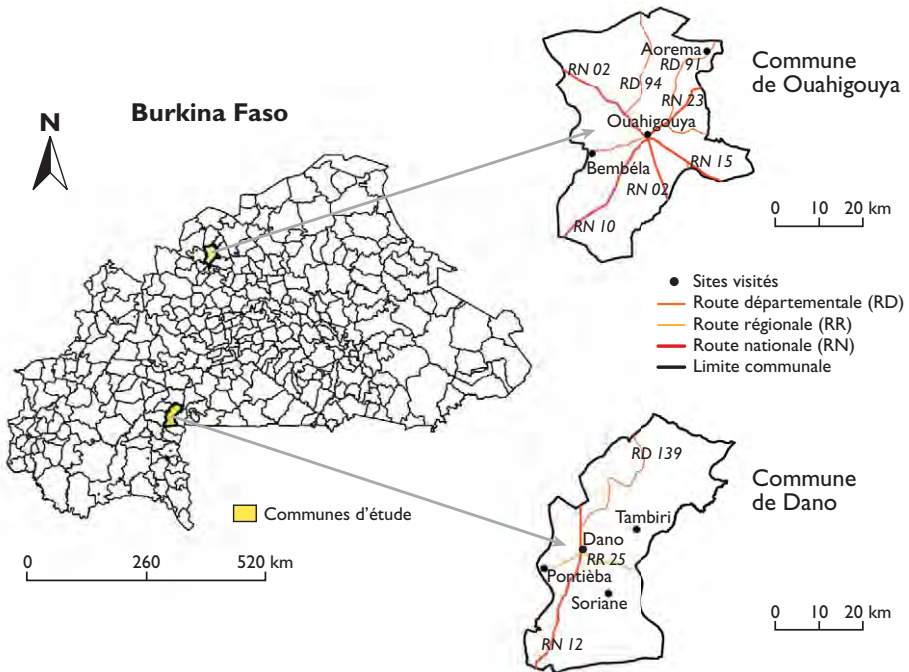 Burkina Faso
N
Communes d'étude
0 260 520 km
Commune
de Ouahigouya
Aorema
RD 91
RN 02
RD 94
RN 23
Ouahigouya
Bembéla
RN 15
RN 02
RN 10
0 10 20 km
Sites visités
Route départementale (RD)
Route régionale (RR)
Route nationale (RN)
Limite communale
Commune
de Dano
RD 139
Tambiri
Dano
RR 25
Pontièba
Soriane
RN 12
0 10 20 km